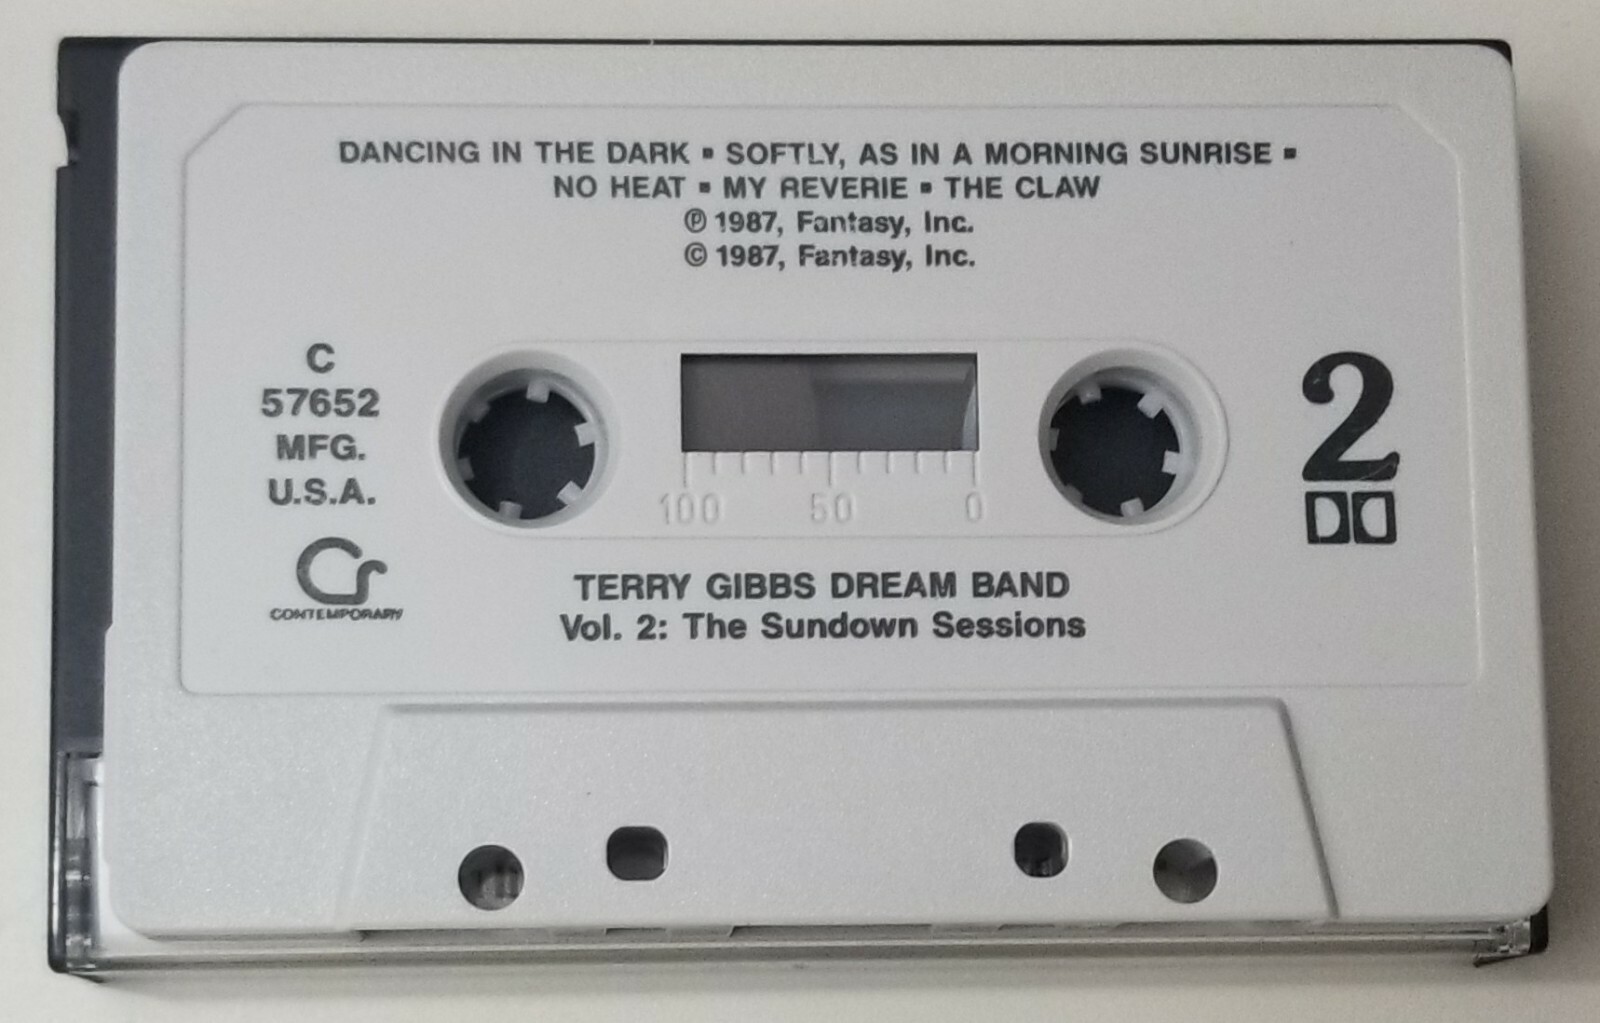 DANCING IN THE DARK ▪ SOFTLY, AS IN A MORNING SUNRISE ▪
NO HEAT ▪ MY REVERIE ▪ THE CLAW
℗ 1987, Fantasy, Inc.
© 1987, Fantasy, Inc.
C
57652
MFG.
U.S.A.
Cr
CONTEMPORARY
100 50 0
2
TERRY GIBBS DREAM BAND
Vol. 2: The Sundown Sessions